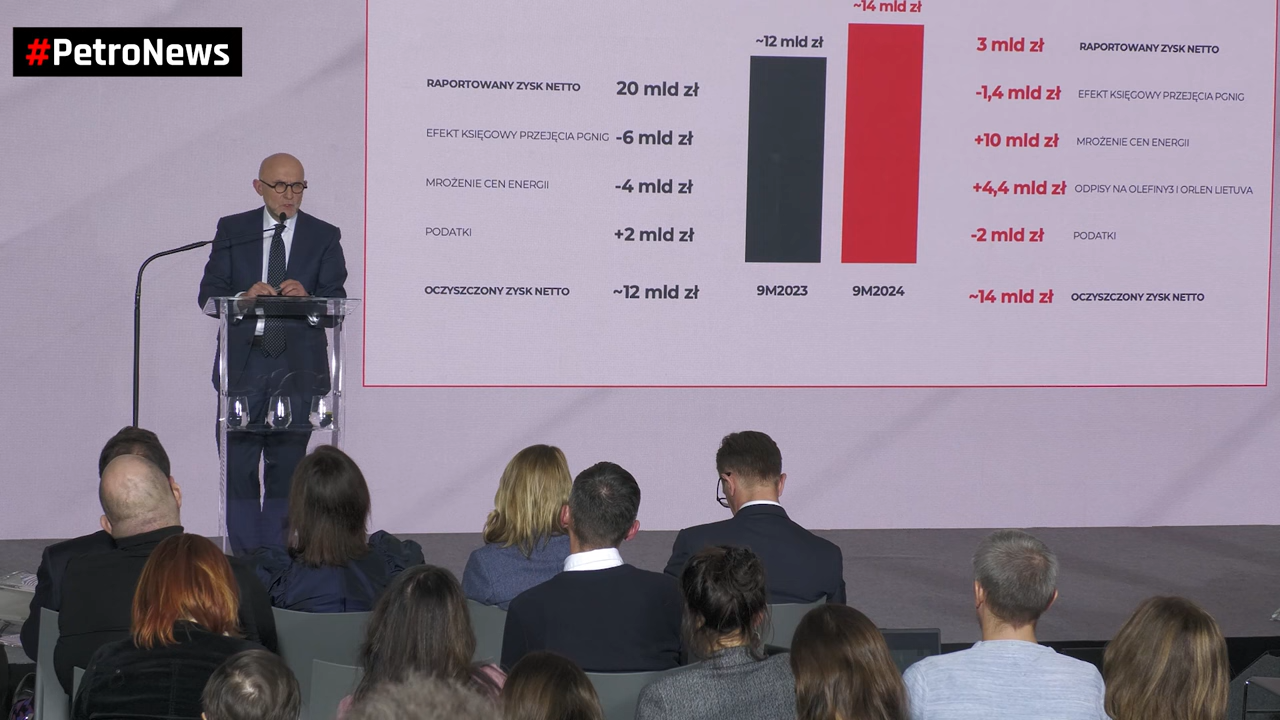 #PetroNews
RAPORTOWANY ZYSK NETTO 20 mld zł
EFEKT KSIĘGOWY PRZEJĘCIA PGNIG -6 mld zł
MROŻENIE CEN ENERGII -4 mld zł
PODATKI +2 mld zł
OCZYSZCZONY ZYSK NETTO ~12 mld zł
~12 mld zł
~14 mld zł
9M2023
9M2024
3 mld zł RAPORTOWANY ZYSK NETTO
-1,4 mld zł EFEKT KSIĘGOWY PRZEJĘCIA PGNIG
+10 mld zł MROŻENIE CEN ENERGII
+4,4 mld zł ODPISY NA OLEFINY3 I ORLEN LIETUVA
-2 mld zł PODATKI
~14 mld zł OCZYSZCZONY ZYSK NETTO